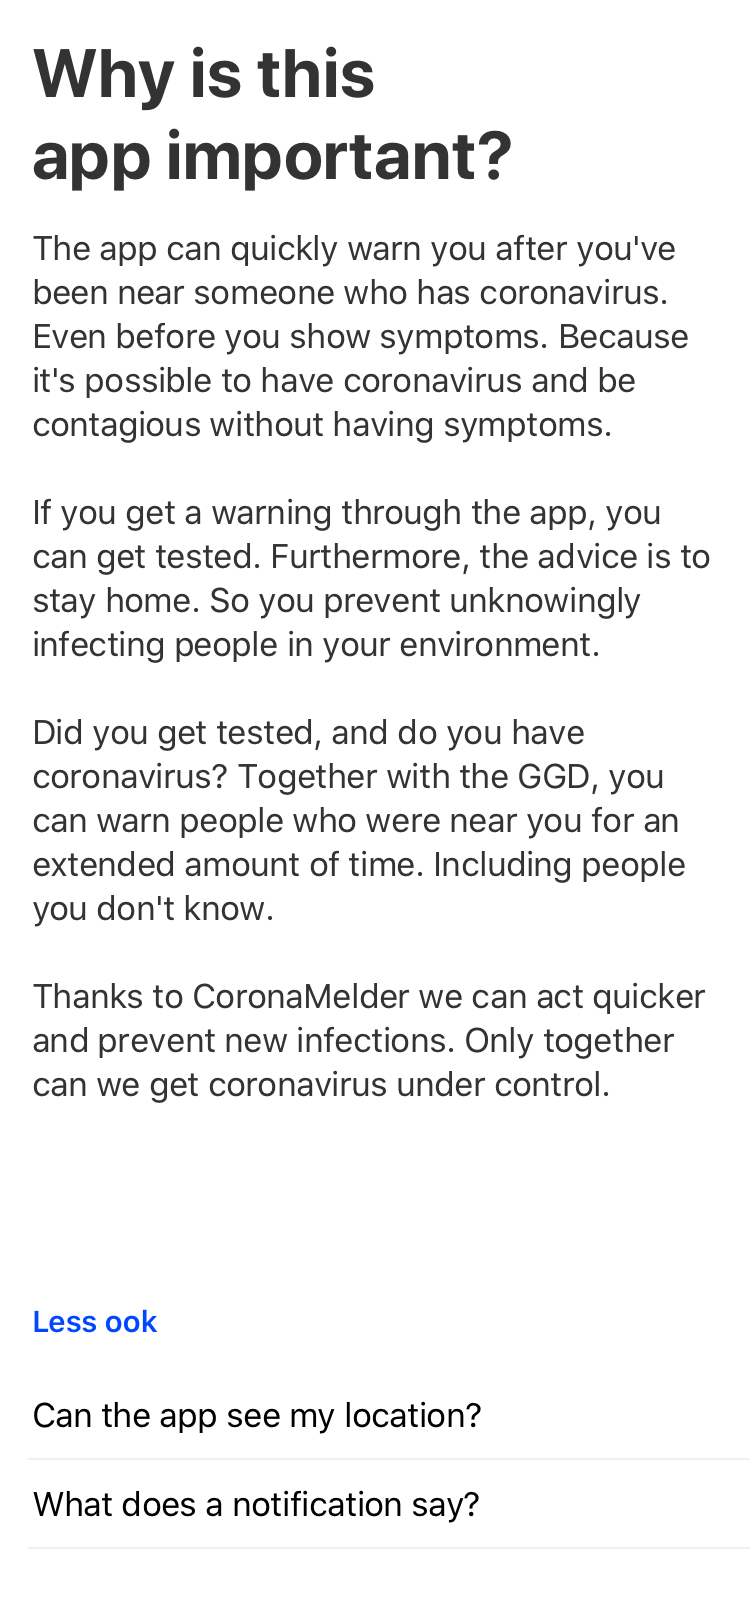 Why is this
app important?
The app can quickly warn you after you've
been near someone who has coronavirus.
Even before you show symptoms. Because
it's possible to have coronavirus and be
contagious without having symptoms.
If you get a warning through the app, you
can get tested. Furthermore, the advice is to
stay home. So you prevent unknowingly
infecting people in your environment.
Did you get tested, and do you have
coronavirus? Together with the GGD, you
can warn people who were near you for an
extended amount of time. Including people
you don't know.
Thanks to CoronaMelder we can act quicker
and prevent new infections. Only together
can we get coronavirus under control.
Less ook
Can the app see my location?
What does a notification say?